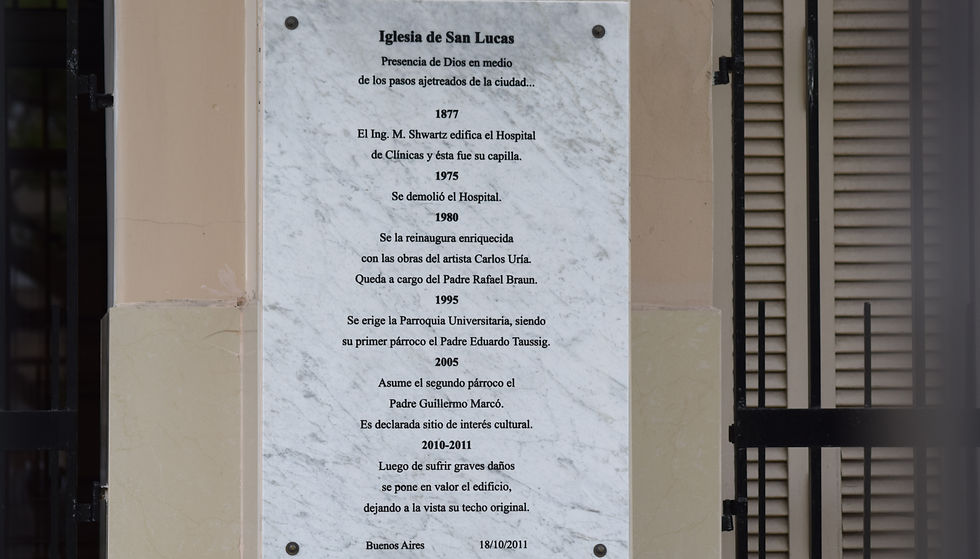 Iglesia de San Lucas
Presencia de Dios en medio
de los pasos ajetreados de la ciudad...
1877
El Ing. M. Shwartz edifica el Hospital
de Clínicas y ésta fue su capilla.
1975
Se demolió el Hospital.
1980
Se la reinaugura enriquecida
con las obras del artista Carlos Uría.
Queda a cargo del Padre Rafael Braun.
1995
Se erige la Parroquia Universitaria, siendo
su primer párroco el Padre Eduardo Taussig.
2005
Asume el segundo párroco el
Padre Guillermo Marcó.
Es declarada sitio de interés cultural.
2010-2011
Luego de sufrir graves daños
se pone en valor el edificio,
dejando a la vista su techo original.
Buenos Aires 18/10/2011